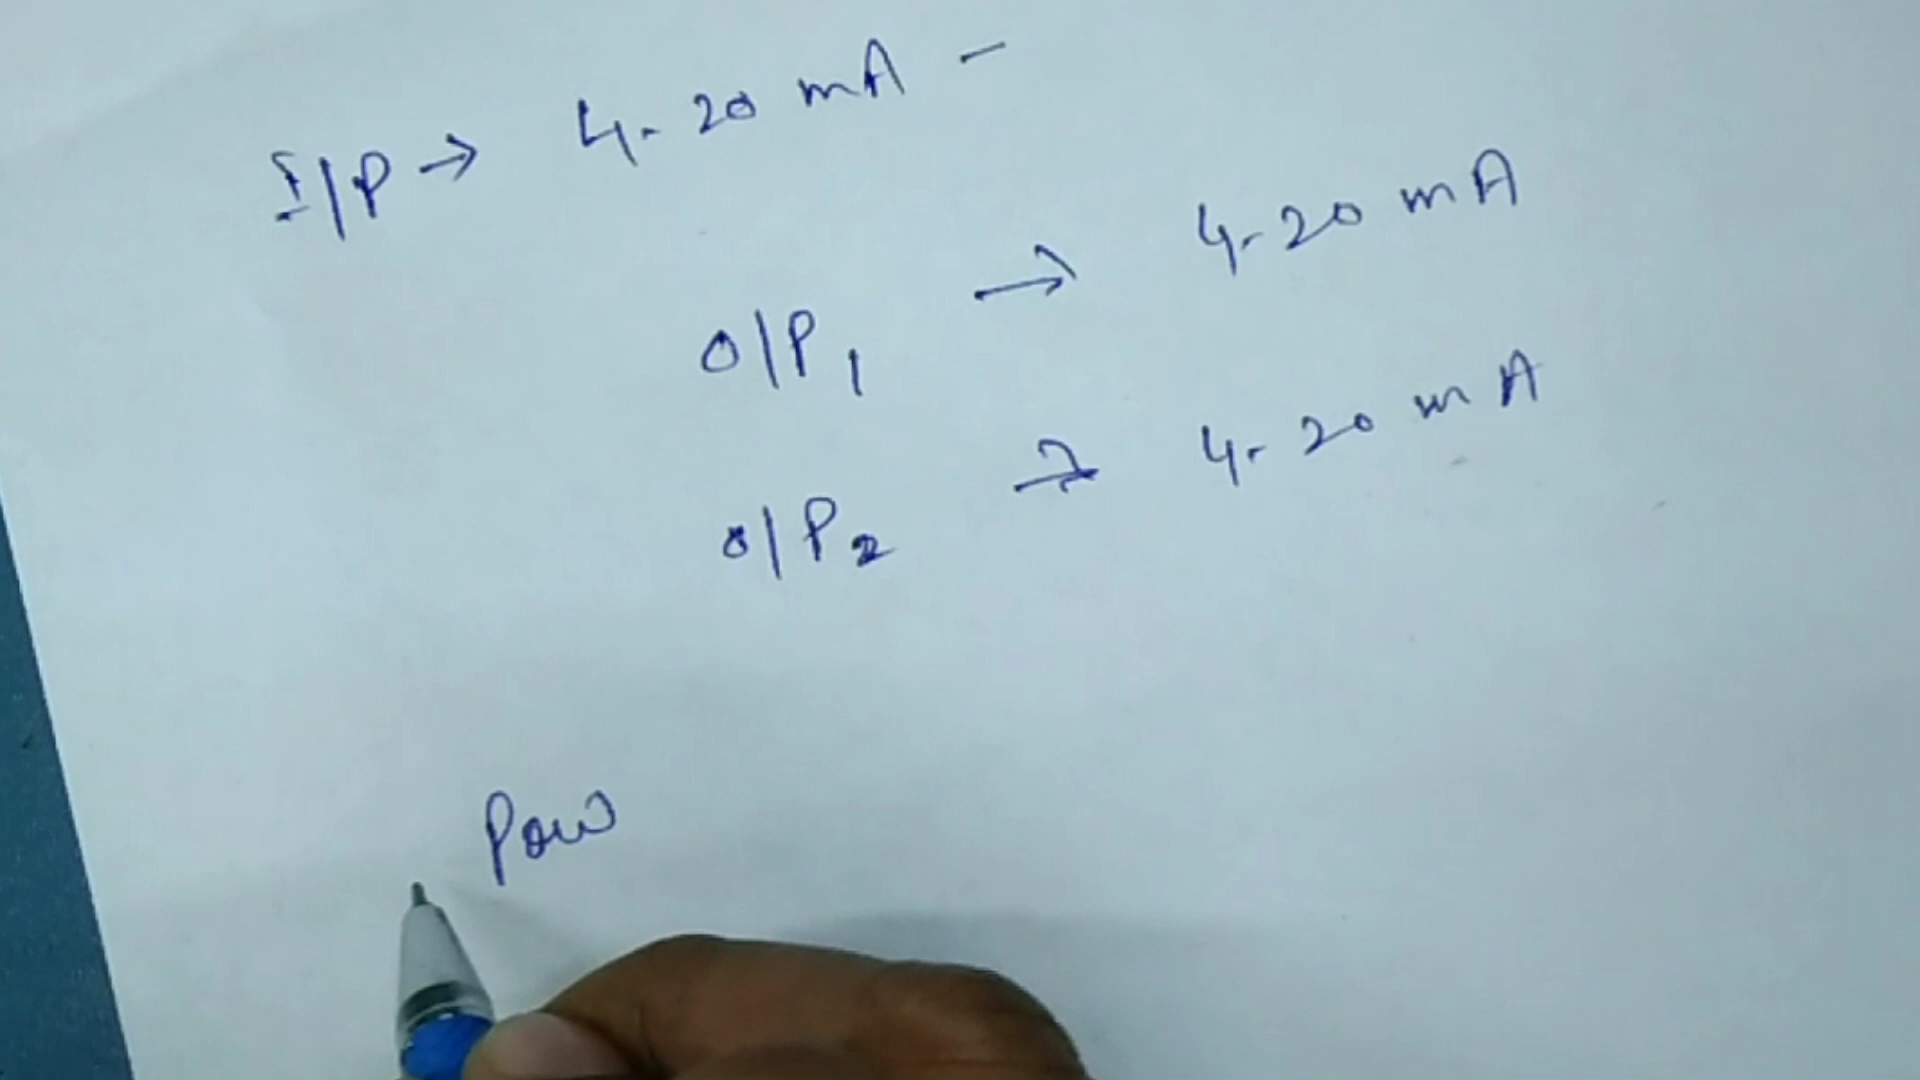 I/P → 4-20 mA -
O/P1 → 4-20 mA
O/P2 → 4-20 mA
Pow